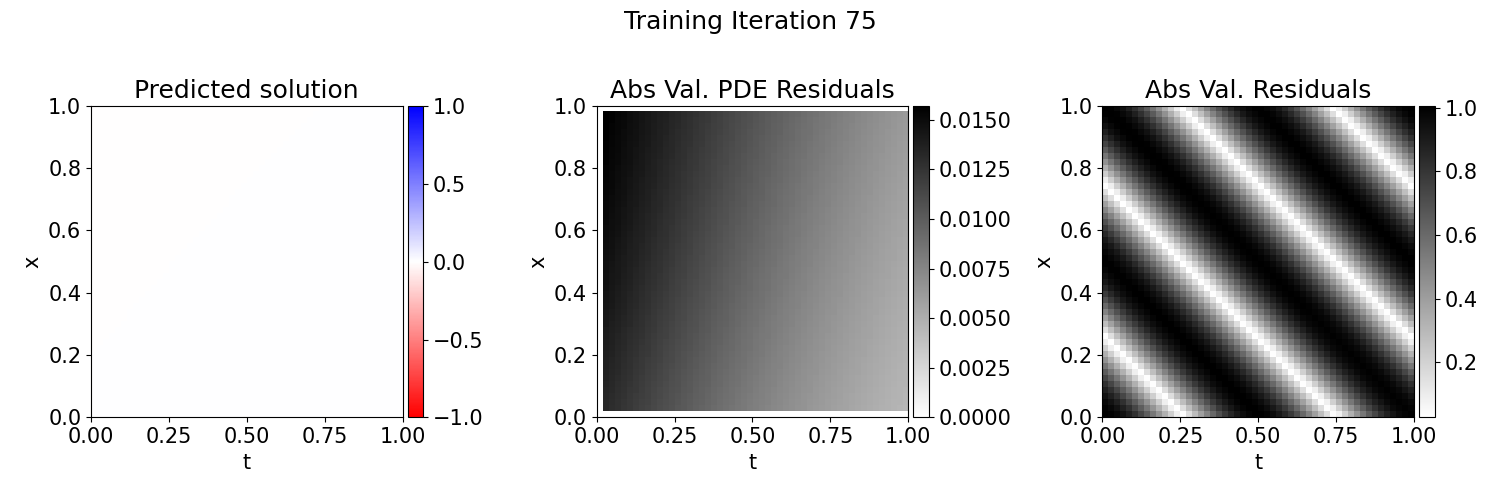 Training Iteration 75
Predicted solution
1.0
0.8
0.6
0.4
0.2
0.0
x
0.00 0.25 0.50 0.75 1.00
t
1.0
0.5
0.0
−0.5
−1.0
Abs Val. PDE Residuals
1.0
0.8
0.6
0.4
0.2
0.0
x
0.00 0.25 0.50 0.75 1.00
t
0.0150
0.0125
0.0100
0.0075
0.0050
0.0025
0.0000
Abs Val. Residuals
1.0
0.8
0.6
0.4
0.2
0.0
x
0.00 0.25 0.50 0.75 1.00
t
1.0
0.8
0.6
0.4
0.2